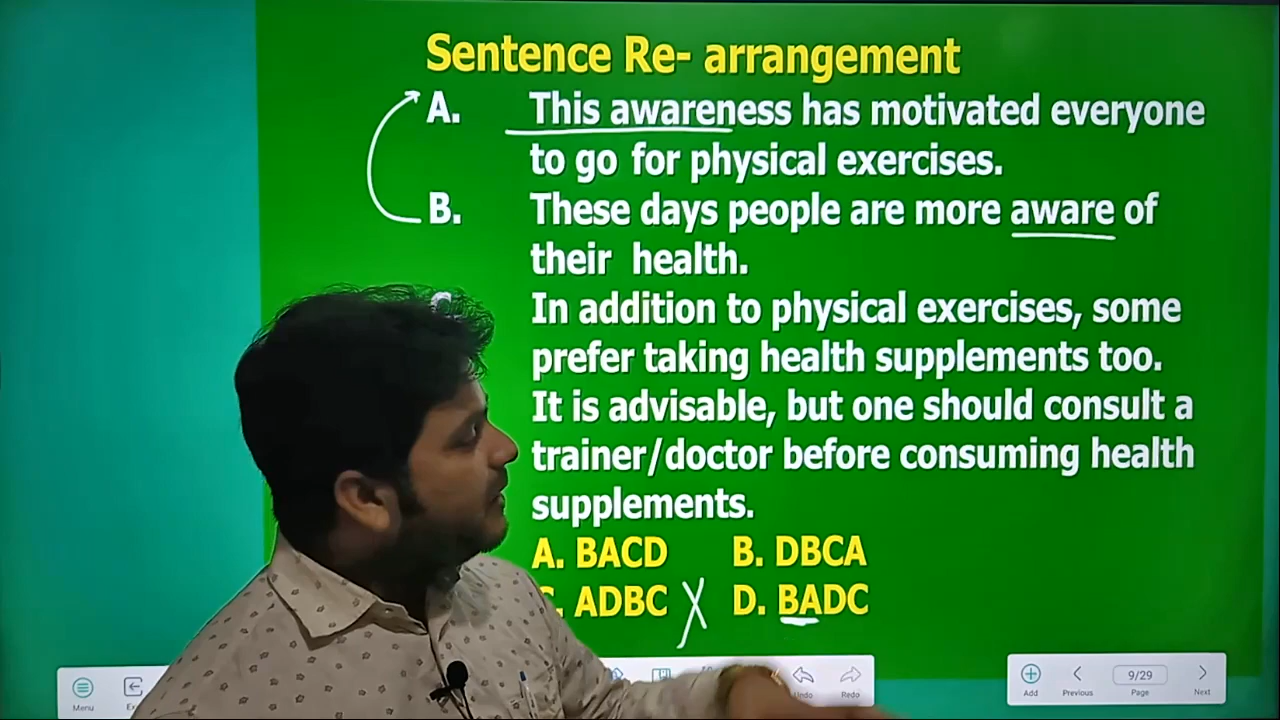 Sentence Re- arrangement
A. This awareness has motivated everyone
to go for physical exercises.
B. These days people are more aware of
their health.
In addition to physical exercises, some
prefer taking health supplements too.
It is advisable, but one should consult a
trainer/doctor before consuming health
supplements.
A. BACD B. DBCA
. ADBC D. BADC
Menu
Undo
Redo
Add
Previous
9/29
Page
Next